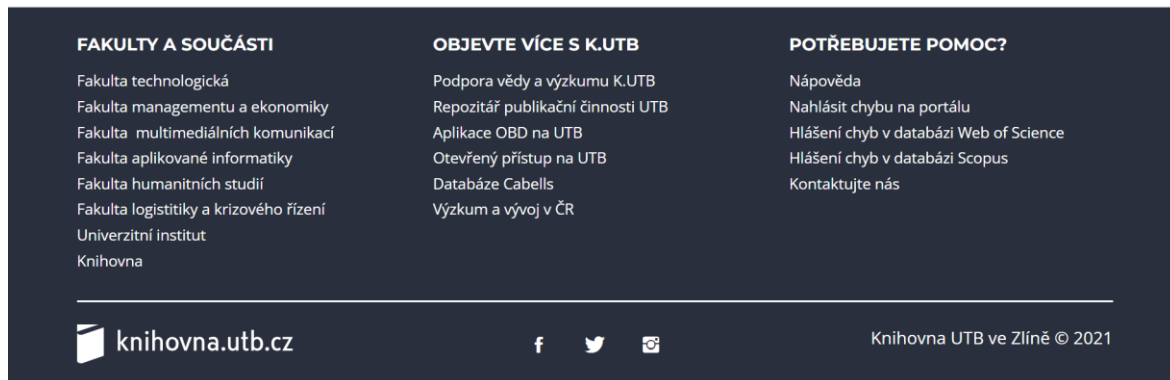 FAKULTY A SOUČÁSTI
Fakulta technologická
Fakulta managementu a ekonomiky
Fakulta  multimediálních komunikací
Fakulta aplikované informatiky
Fakulta humanitních studií
Fakulta logistitiky a krizového řízení
Univerzitní institut
Knihovna
OBJEVTE VÍCE S K.UTB
Podpora vědy a výzkumu K.UTB
Repozitář publikační činnosti UTB
Aplikace OBD na UTB
Otevřený přístup na UTB
Databáze Cabells
Výzkum a vývoj v ČR
POTŘEBUJETE POMOC?
Nápověda
Nahlásit chybu na portálu
Hlášení chyb v databázi Web of Science
Hlášení chyb v databázi Scopus
Kontaktujte nás
knihovna.utb.cz
Knihovna UTB ve Zlíně © 2021